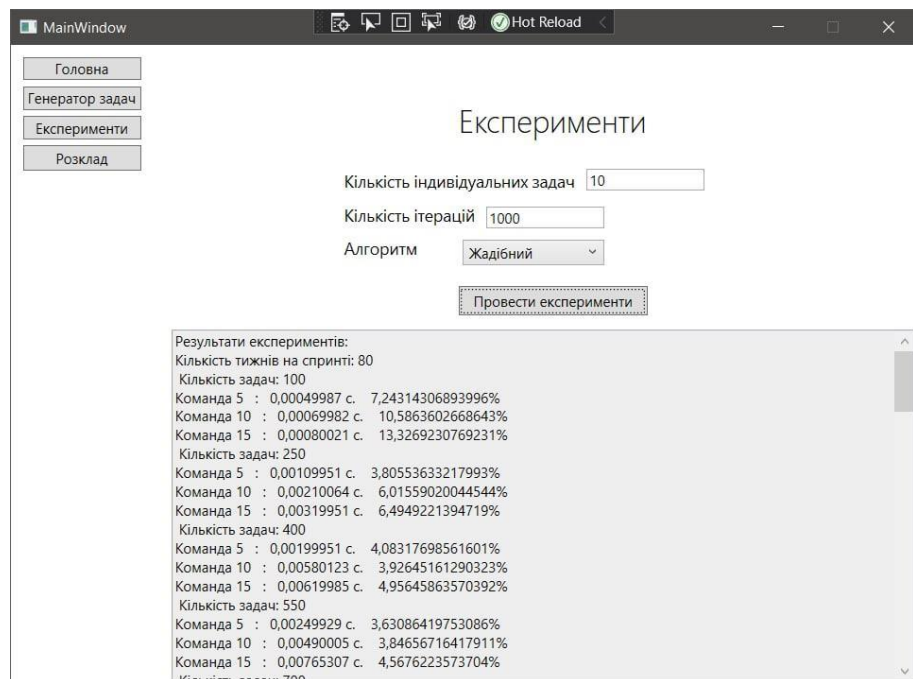 MainWindow
Hot Reload
Головна
Генератор задач
Експерименти
Розклад
Експерименти
Кількість індивідуальних задач 10
Кількість ітерацій 1000
Алгоритм Жадібний
Провести експерименти
Результати експериментів:
Кількість тижнів на спринті: 80
Кількість задач: 100
Команда 5 : 0,00049987 с. 7,24314306893996%
Команда 10 : 0,00069982 с. 10,5863602668643%
Команда 15 : 0,00080021 с. 13,3269230769231%
Кількість задач: 250
Команда 5 : 0,00109951 с. 3,80553633217993%
Команда 10 : 0,00210064 с. 6,01559020044544%
Команда 15 : 0,00319951 с. 6,4949221394719%
Кількість задач: 400
Команда 5 : 0,00199951 с. 4,08317698561601%
Команда 10 : 0,00580123 с. 3,92645161290323%
Команда 15 : 0,00619985 с. 4,95645863570392%
Кількість задач: 550
Команда 5 : 0,00249929 с. 3,63086419753086%
Команда 10 : 0,00490005 с. 3,84656716417911%
Команда 15 : 0,00765307 с. 4,5676223573704%